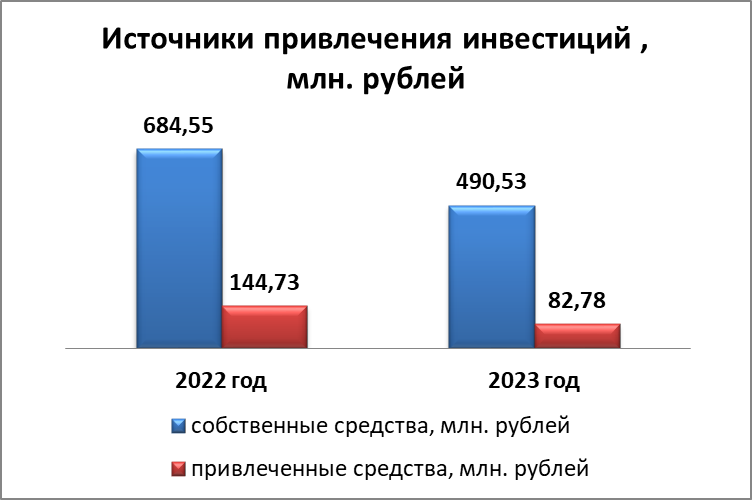 Источники привлечения инвестиций ,
млн. рублей
684,55
490,53
144,73
82,78
2022 год
2023 год
собственные средства, млн. рублей
привлеченные средства, млн. рублей